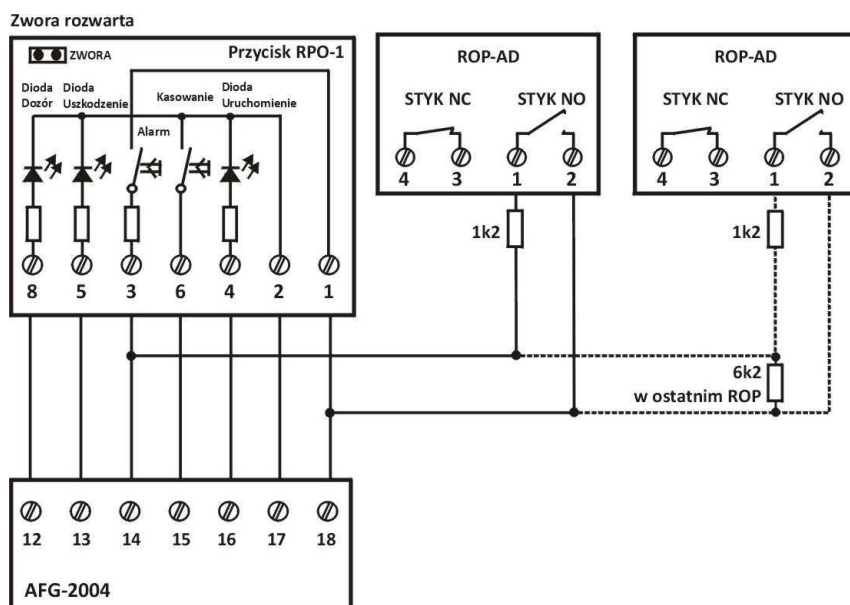 Zwora rozwarta
ZWORA
Przycisk RPO-1
Dioda
Dozór
Dioda
Uszkodzenie
Kasowanie
Dioda
Uruchomienie
Alarm
8 5 3 6 4 2 1
ROP-AD
STYK NC STYK NO
4 3 1 2
1k2
ROP-AD
STYK NC STYK NO
4 3 1 2
1k2
6k2
w ostatnim ROP
12 13 14 15 16 17 18
AFG-2004